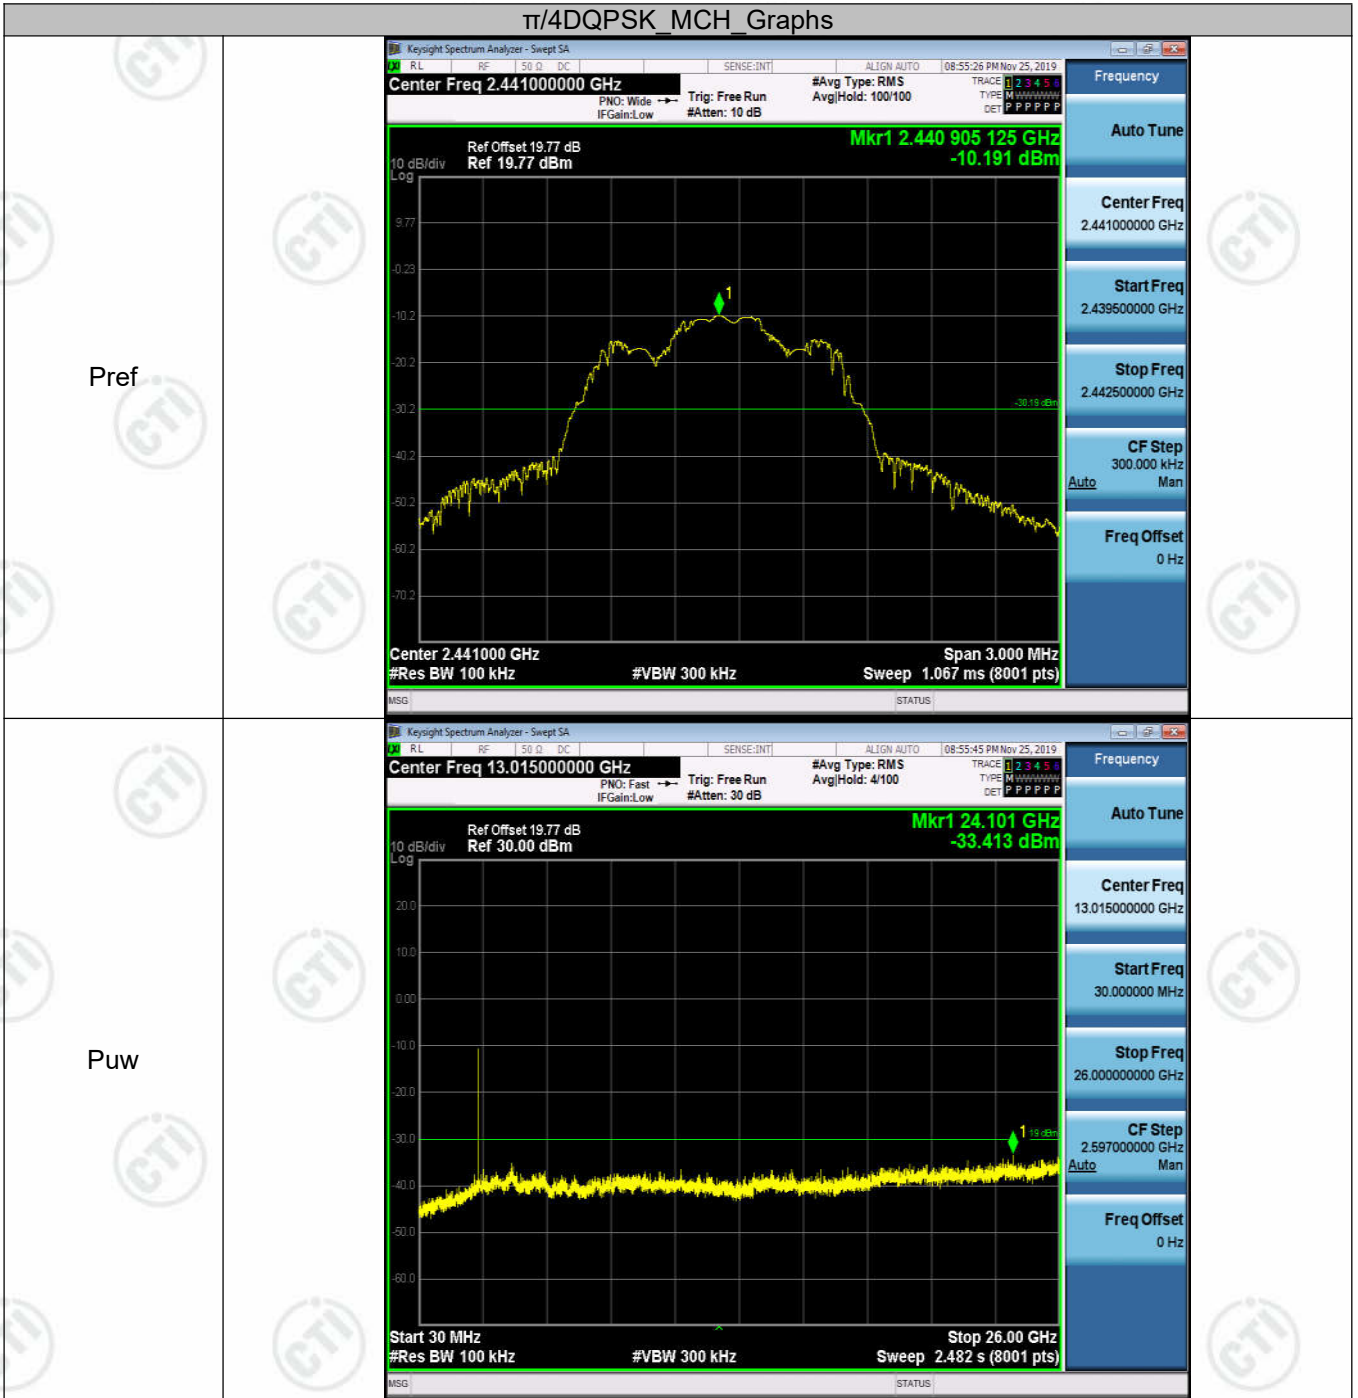 π/4DQPSK_MCH_Graphs
Pref
Keysight Spectrum Analyzer - Swept SA
RL RF 50 Ω DC SENSE:INT ALIGN AUTO 08:55:26 PM Nov 25, 2019
Center Freq 2.441000000 GHz
PNO: Wide
IFGain:Low
Trig: Free Run
#Atten: 10 dB
#Avg Type: RMS
Avg|Hold: 100/100
TRACE 1 2 3 4 5 6
TYPE M WWWWW
DET P P P P P P
Mkr1 2.440 905 125 GHz
-10.191 dBm
Ref Offset 19.77 dB
10 dB/div Ref 19.77 dBm
Log
9.77
-0.23
1
-10.2
-20.2
-30.2
-30.19 dBm
-40.2
-50.2
-60.2
-70.2
Center 2.441000 GHz Span 3.000 MHz
#Res BW 100 kHz #VBW 300 kHz Sweep 1.067 ms (8001 pts)
MSG STATUS
Frequency
Auto Tune
Center Freq
2.441000000 GHz
Start Freq
2.439500000 GHz
Stop Freq
2.442500000 GHz
CF Step
300.000 kHz
Auto Man
Freq Offset
0 Hz
Puw
Keysight Spectrum Analyzer - Swept SA
RL RF 50 Ω DC SENSE:INT ALIGN AUTO 08:55:45 PM Nov 25, 2019
Center Freq 13.015000000 GHz
PNO: Fast
IFGain:Low
Trig: Free Run
#Atten: 30 dB
#Avg Type: RMS
Avg|Hold: 4/100
TRACE 1 2 3 4 5 6
TYPE M WWWWW
DET P P P P P P
Mkr1 24.101 GHz
-33.413 dBm
Ref Offset 19.77 dB
10 dB/div Ref 30.00 dBm
Log
20.0
10.0
0.00
-10.0
-20.0
-30.0
1
19 dBm
-40.0
-50.0
-60.0
Start 30 MHz Stop 26.00 GHz
#Res BW 100 kHz #VBW 300 kHz Sweep 2.482 s (8001 pts)
MSG STATUS
Frequency
Auto Tune
Center Freq
13.015000000 GHz
Start Freq
30.000000 MHz
Stop Freq
26.000000000 GHz
CF Step
2.597000000 GHz
Auto Man
Freq Offset
0 Hz
CTI